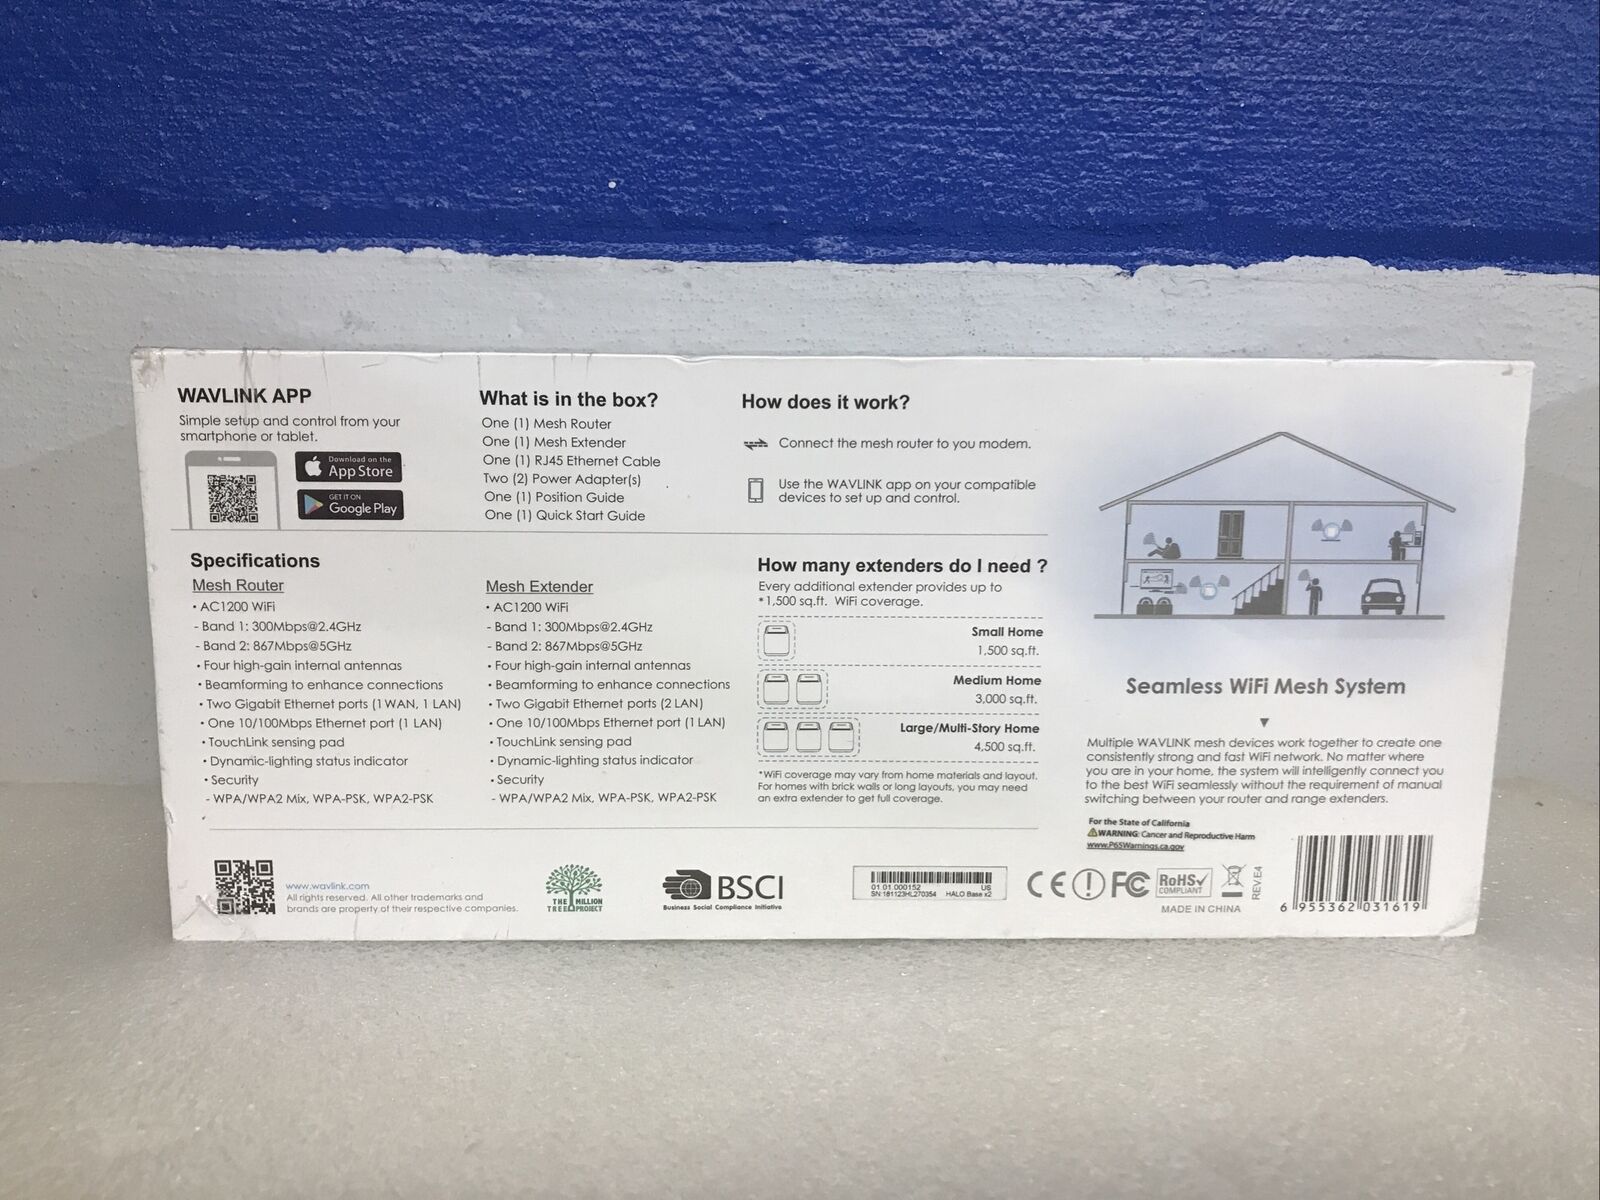 WAVLINK APP
Simple setup and control from your
smartphone or tablet.
Download on the
App Store
GET IT ON
Google Play
What is in the box?
One (1) Mesh Router
One (1) Mesh Extender
One (1) RJ45 Ethernet Cable
Two (2) Power Adapter(s)
One (1) Position Guide
One (1) Quick Start Guide
How does it work?
Connect the mesh router to you modem.
Use the WAVLINK app on your compatible
devices to set up and control.
Specifications
Mesh Router
• AC1200 WiFi
- Band 1: 300Mbps@2.4GHz
- Band 2: 867Mbps@5GHz
• Four high-gain internal antennas
• Beamforming to enhance connections
• Two Gigabit Ethernet ports (1 WAN, 1 LAN)
• One 10/100Mbps Ethernet port (1 LAN)
• TouchLink sensing pad
• Dynamic-lighting status indicator
• Security
- WPA/WPA2 Mix, WPA-PSK, WPA2-PSK
Mesh Extender
• AC1200 WiFi
- Band 1: 300Mbps@2.4GHz
- Band 2: 867Mbps@5GHz
• Four high-gain internal antennas
• Beamforming to enhance connections
• Two Gigabit Ethernet ports (2 LAN)
• One 10/100Mbps Ethernet port (1 LAN)
• TouchLink sensing pad
• Dynamic-lighting status indicator
• Security
- WPA/WPA2 Mix, WPA-PSK, WPA2-PSK
How many extenders do I need ?
Every additional extender provides up to
*1,500 sq.ft. WiFi coverage.
Small Home
1,500 sq.ft.
Medium Home
3,000 sq.ft.
Large/Multi-Story Home
4,500 sq.ft.
*WiFi coverage may vary from home materials and layout.
For homes with brick walls or long layouts, you may need
an extra extender to get full coverage.
Seamless WiFi Mesh System
Multiple WAVLINK mesh devices work together to create one
consistently strong and fast WiFi network. No matter where
you are in your home, the system will intelligently connect you
to the best WiFi seamlessly without the requirement of manual
switching between your router and range extenders.
For the State of California
WARNING: Cancer and Reproductive Harm
www.P65Warnings.ca.gov
www.wavlink.com
All rights reserved. All other trademarks and
brands are property of their respective companies.
THE MILLION
TREE PROJECT
BSCI
Business Social Compliance Initiative
01.01.000152 US
SN:181123HL270354 HALO Base x2
CE FC RoHS
COMPLIANT
MADE IN CHINA
REV.E4
6 955362 031619